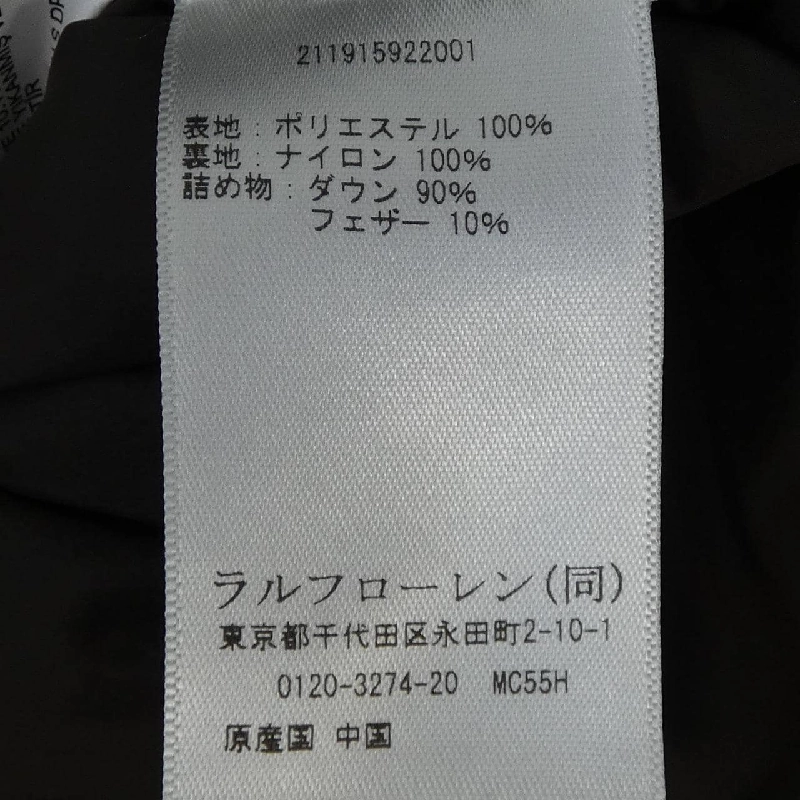 211915922001
表地：ポリエステル 100%
裏地：ナイロン 100%
詰め物：ダウン 90%
フェザー 10%
ラルフローレン(同)
東京都千代田区永田町2-10-1
0120-3274-20 MC55H
原産国 中国